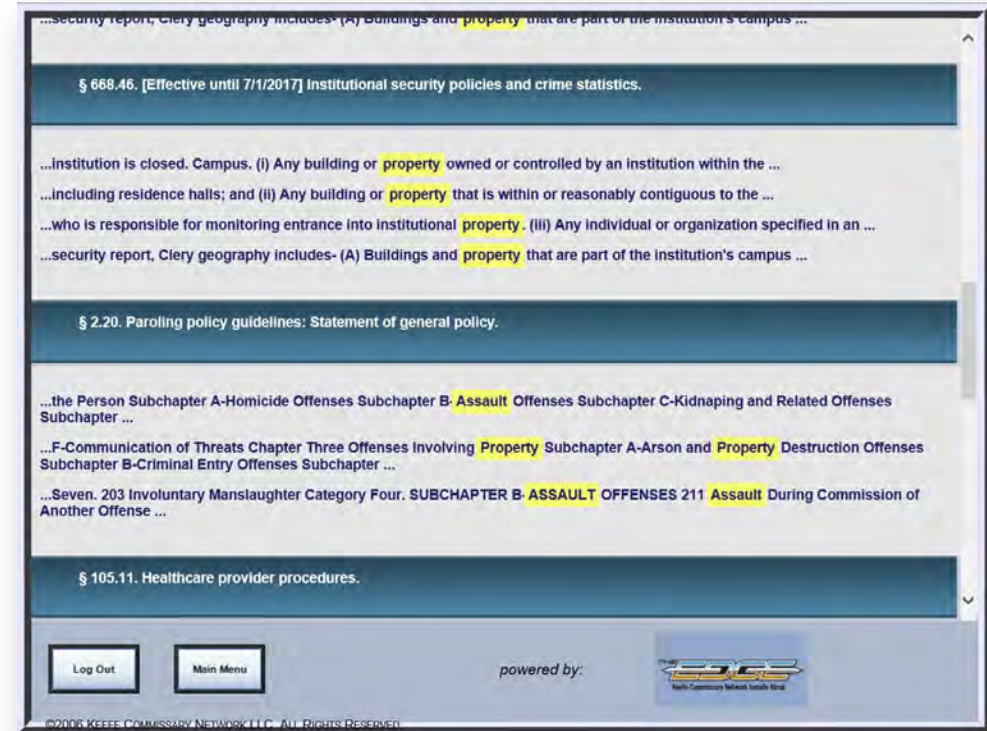 ...security report, Clery geography includes- (A) Buildings and property that are part of the institution's campus ...
§ 668.46. [Effective until 7/1/2017] Institutional security policies and crime statistics.
...institution is closed. Campus. (i) Any building or property owned or controlled by an institution within the ...
...including residence halls; and (ii) Any building or property that is within or reasonably contiguous to the ...
...who is responsible for monitoring entrance into institutional property. (iii) Any individual or organization specified in an ...
...security report, Clery geography includes- (A) Buildings and property that are part of the institution's campus ...
§ 2.20. Paroling policy guidelines: Statement of general policy.
...the Person Subchapter A-Homicide Offenses Subchapter B- Assault Offenses Subchapter C-Kidnaping and Related Offenses
Subchapter ...
...F-Communication of Threats Chapter Three Offenses Involving Property Subchapter A-Arson and Property Destruction Offenses
Subchapter B-Criminal Entry Offenses Subchapter ...
...Seven. 203 Involuntary Manslaughter Category Four. SUBCHAPTER B- ASSAULT OFFENSES 211 Assault During Commission of
Another Offense ...
§ 105.11. Healthcare provider procedures.
Log Out
Main Menu
powered by:
EDGE
Keefe Commissary Network Inmate Kiosk
©2006 KEEFE COMMISSARY NETWORK LLC. ALL RIGHTS RESERVED.